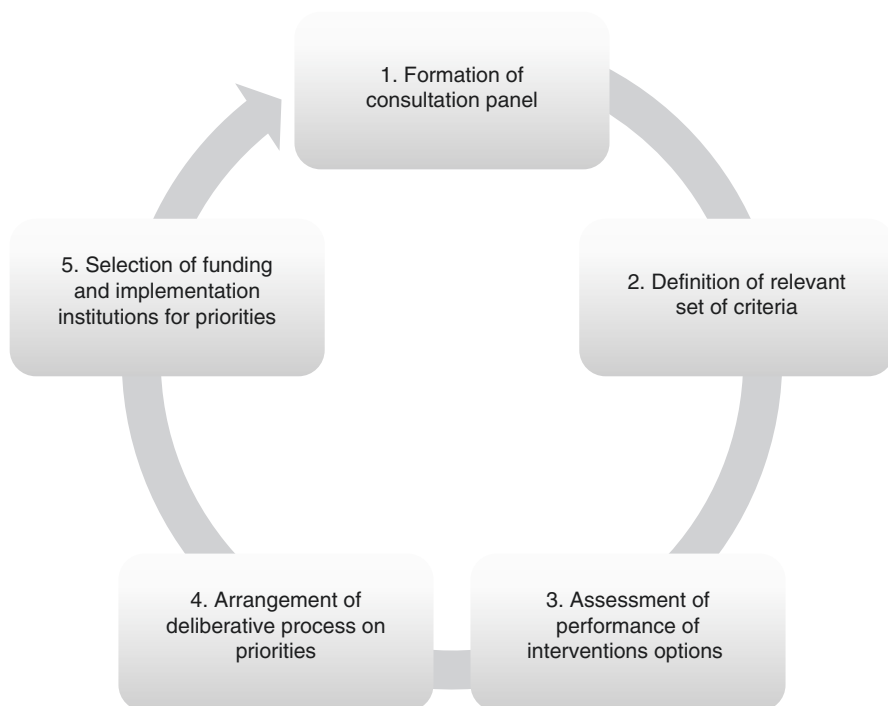 1. Formation of
consultation panel
2. Definition of relevant
set of criteria
3. Assessment of
performance of
interventions options
4. Arrangement of
deliberative process on
priorities
5. Selection of funding
and implementation
institutions for priorities